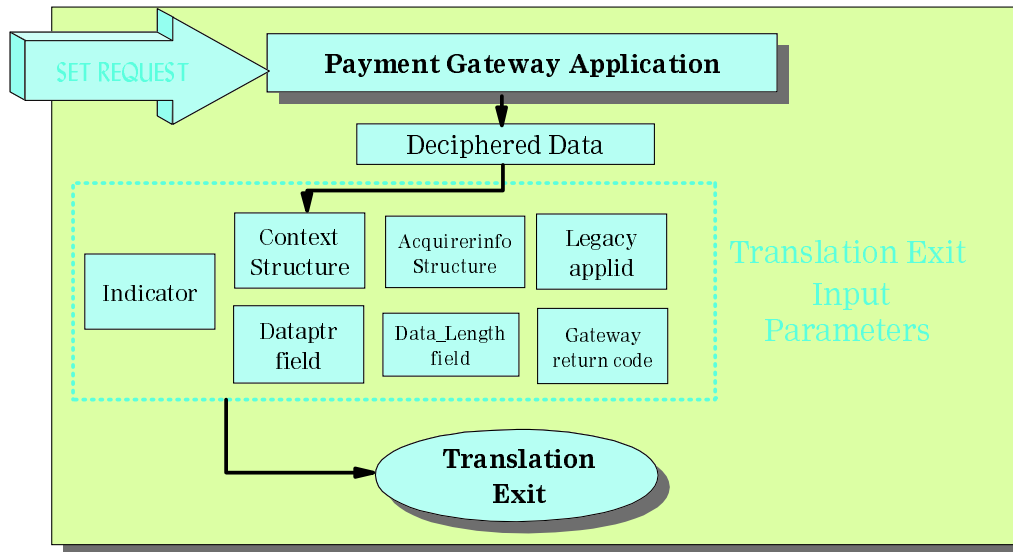 SET REQUEST
Payment Gateway Application
Deciphered Data
Context
Structure
Acquirerinfo
Structure
Legacy
applid
Indicator
Dataptr
field
Data_Length
field
Gateway
return code
Translation Exit
Input
Parameters
Translation
Exit